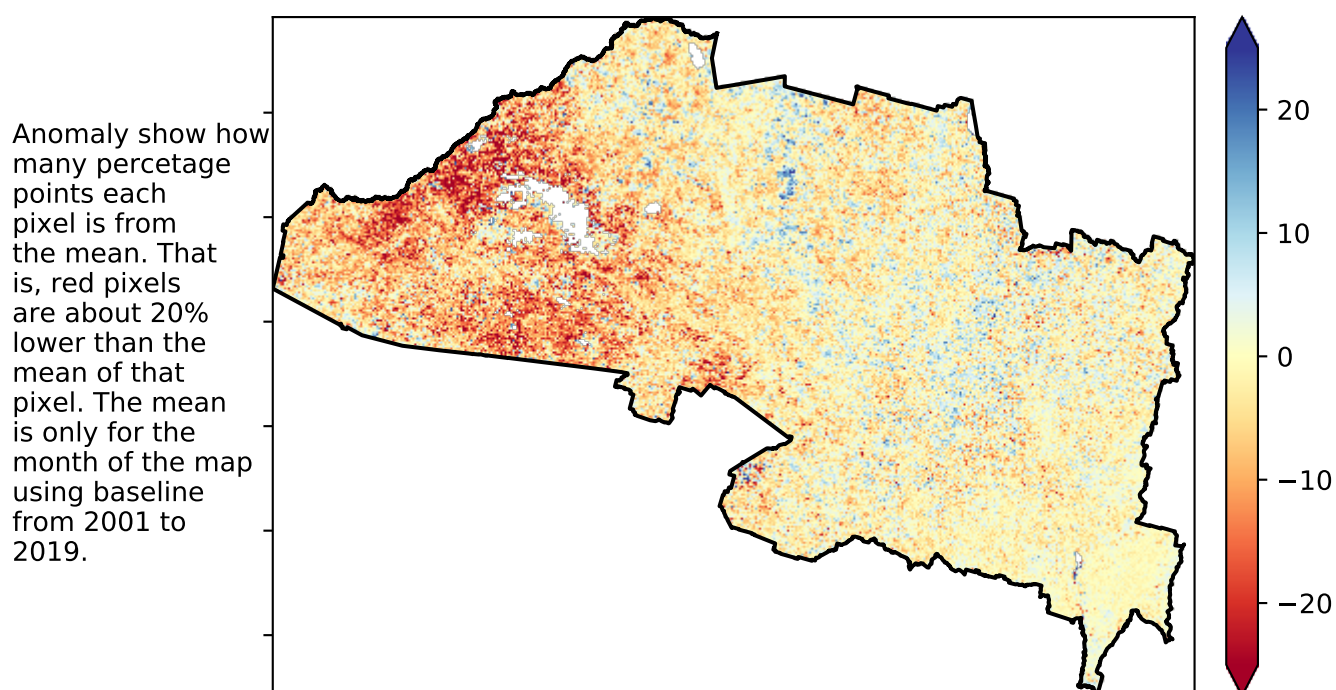 Anomaly show how
many percetage
points each
pixel is from
the mean. That
is, red pixels
are about 20%
lower than the
mean of that
pixel. The mean
is only for the
month of the map
using baseline
from 2001 to
2019.
20
10
0
−10
−20